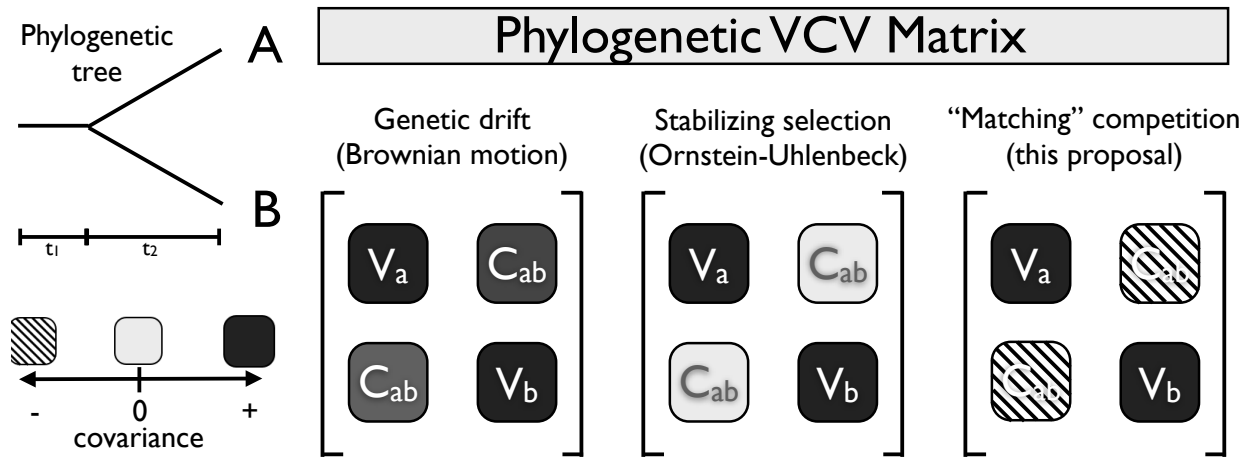 Phylogenetic
tree
A
B
t1
t2
-
0
+
covariance
Phylogenetic VCV Matrix
Genetic drift
(Brownian motion)
Va
Cab
Cab
Vb
Stabilizing selection
(Ornstein-Uhlenbeck)
Va
Cab
Cab
Vb
“Matching” competition
(this proposal)
Va
Cab
Cab
Vb